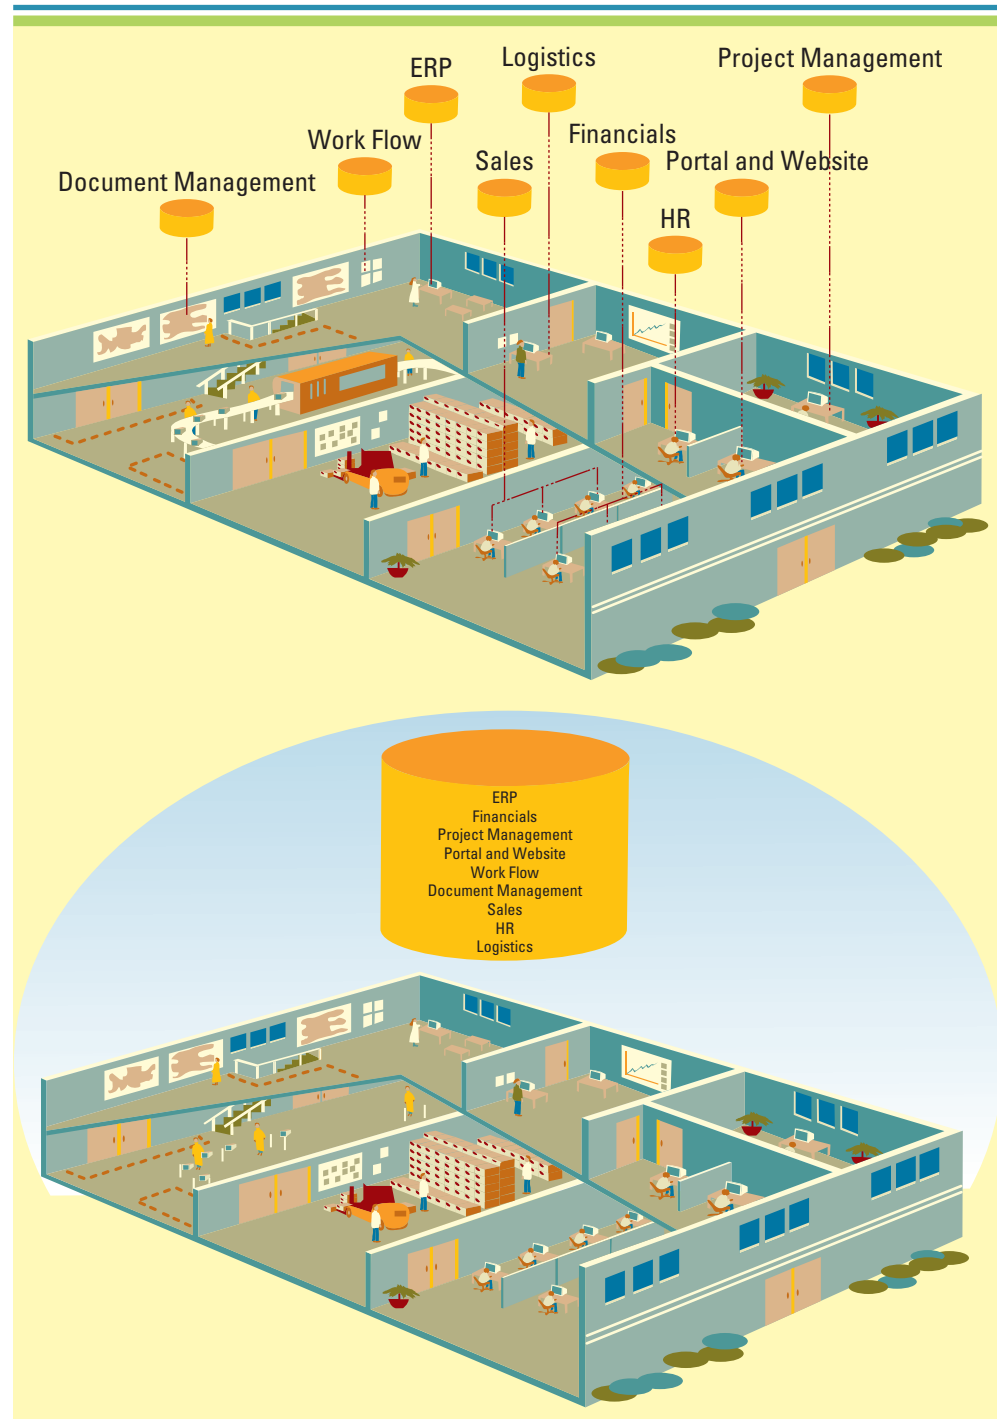 Logistics
Project Management
ERP
Financials
Work Flow
Sales
Portal and Website
Document Management
HR
ERP
Financials
Project Management
Portal and Website
Work Flow
Document Management
Sales
HR
Logistics